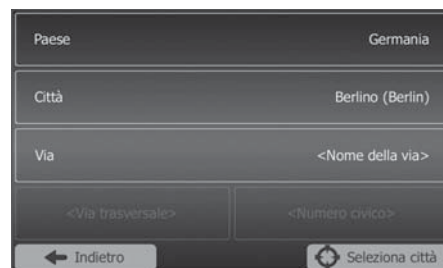 Paese Germania
Città Berlino (Berlin)
Via <Nome della via>
<Via trasversale> <Numero civico>
Indietro Seleziona città